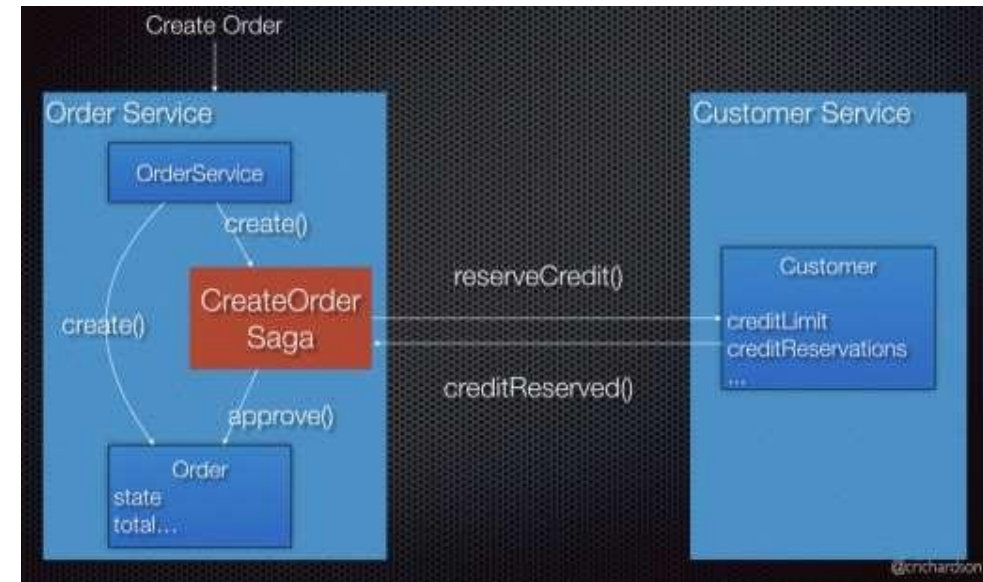 Create Order
Order Service
Customer Service
OrderService
create()
create()
CreateOrder
Saga
approve()
Order
state
total...
reserveCredit()
creditReserved()
Customer
creditLimit
creditReservations
...
@crichardson